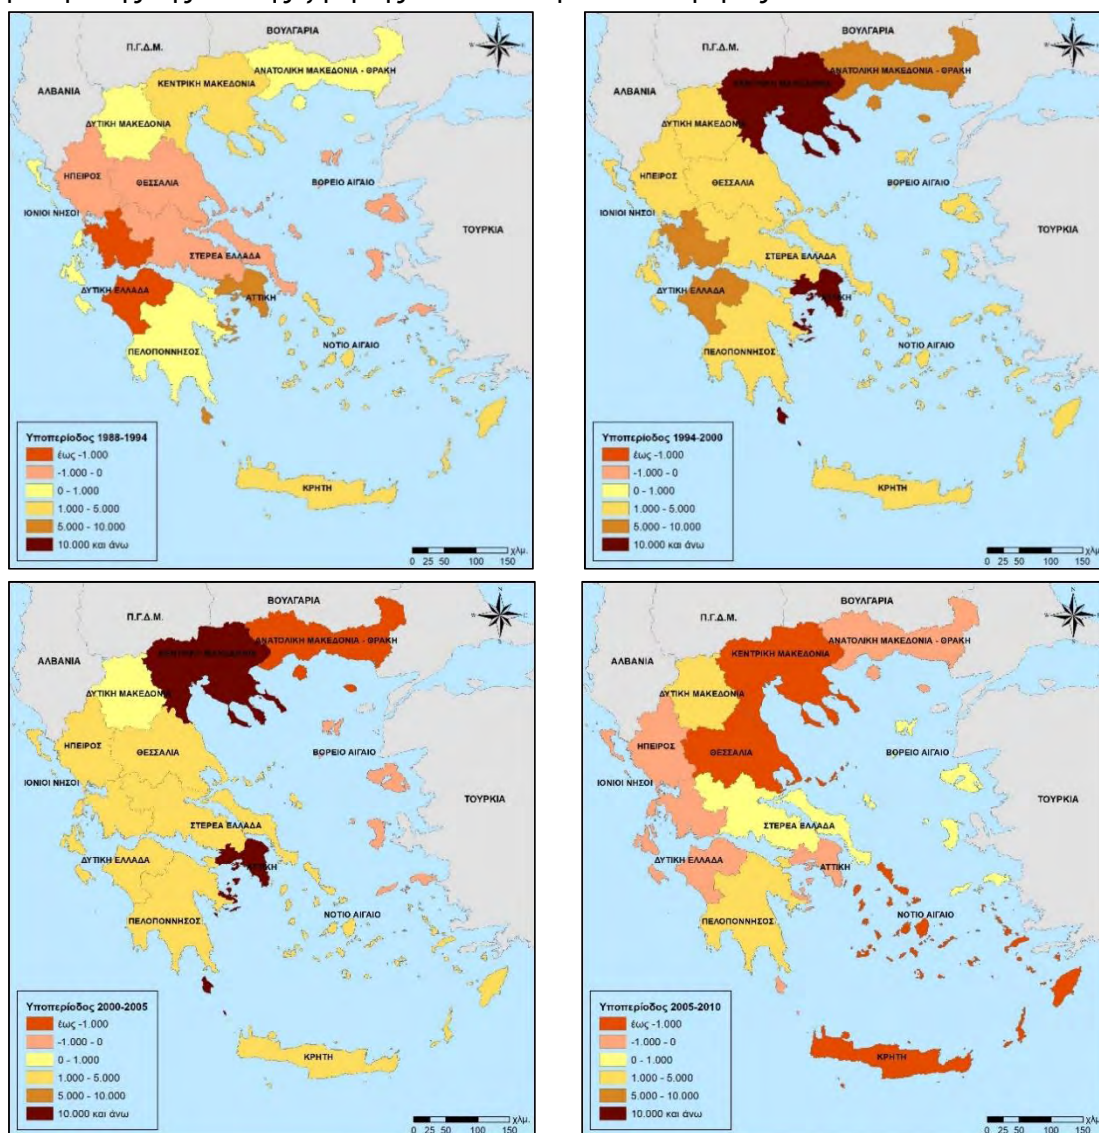 ΒΟΥΛΓΑΡΙΑ
Π.Γ.Δ.Μ.
ΑΝΑΤΟΛΙΚΗ ΜΑΚΕΔΟΝΙΑ - ΘΡΑΚΗ
ΚΕΝΤΡΙΚΗ ΜΑΚΕΔΟΝΙΑ
ΑΛΒΑΝΙΑ
ΔΥΤΙΚΗ ΜΑΚΕΔΟΝΙΑ
ΗΠΕΙΡΟΣ
ΘΕΣΣΑΛΙΑ
ΒΟΡΕΙΟ ΑΙΓΑΙΟ
ΙΟΝΙΟΙ ΝΗΣΟΙ
ΤΟΥΡΚΙΑ
ΣΤΕΡΕΑ ΕΛΛΑΔΑ
ΔΥΤΙΚΗ ΕΛΛΑΔΑ
ΑΤΤΙΚΗ
ΝΟΤΙΟ ΑΙΓΑΙΟ
ΠΕΛΟΠΟΝΝΗΣΟΣ
ΚΡΗΤΗ
Υποπερίοδος 1988-1994
έως -1.000
-1.000 - 0
0 - 1.000
1.000 - 5.000
5.000 - 10.000
10.000 και άνω
χλμ.
0 25 50 100 150
ΒΟΥΛΓΑΡΙΑ
Π.Γ.Δ.Μ.
ΑΝΑΤΟΛΙΚΗ ΜΑΚΕΔΟΝΙΑ - ΘΡΑΚΗ
ΚΕΝΤΡΙΚΗ ΜΑΚΕΔΟΝΙΑ
ΑΛΒΑΝΙΑ
ΔΥΤΙΚΗ ΜΑΚΕΔΟΝΙΑ
ΗΠΕΙΡΟΣ
ΘΕΣΣΑΛΙΑ
ΒΟΡΕΙΟ ΑΙΓΑΙΟ
ΙΟΝΙΟΙ ΝΗΣΟΙ
ΤΟΥΡΚΙΑ
ΣΤΕΡΕΑ ΕΛΛΑΔΑ
ΔΥΤΙΚΗ ΕΛΛΑΔΑ
ΑΤΤΙΚΗ
ΝΟΤΙΟ ΑΙΓΑΙΟ
ΠΕΛΟΠΟΝΝΗΣΟΣ
ΚΡΗΤΗ
Υποπερίοδος 1994-2000
έως -1.000
-1.000 - 0
0 - 1.000
1.000 - 5.000
5.000 - 10.000
10.000 και άνω
χλμ.
0 25 50 100 150
ΒΟΥΛΓΑΡΙΑ
Π.Γ.Δ.Μ.
ΑΝΑΤΟΛΙΚΗ ΜΑΚΕΔΟΝΙΑ - ΘΡΑΚΗ
ΚΕΝΤΡΙΚΗ ΜΑΚΕΔΟΝΙΑ
ΑΛΒΑΝΙΑ
ΔΥΤΙΚΗ ΜΑΚΕΔΟΝΙΑ
ΗΠΕΙΡΟΣ
ΘΕΣΣΑΛΙΑ
ΒΟΡΕΙΟ ΑΙΓΑΙΟ
ΙΟΝΙΟΙ ΝΗΣΟΙ
ΤΟΥΡΚΙΑ
ΣΤΕΡΕΑ ΕΛΛΑΔΑ
ΔΥΤΙΚΗ ΕΛΛΑΔΑ
ΑΤΤΙΚΗ
ΝΟΤΙΟ ΑΙΓΑΙΟ
ΠΕΛΟΠΟΝΝΗΣΟΣ
ΚΡΗΤΗ
Υποπερίοδος 2000-2005
έως -1.000
-1.000 - 0
0 - 1.000
1.000 - 5.000
5.000 - 10.000
10.000 και άνω
χλμ.
0 25 50 100 150
ΒΟΥΛΓΑΡΙΑ
Π.Γ.Δ.Μ.
ΑΝΑΤΟΛΙΚΗ ΜΑΚΕΔΟΝΙΑ - ΘΡΑΚΗ
ΚΕΝΤΡΙΚΗ ΜΑΚΕΔΟΝΙΑ
ΑΛΒΑΝΙΑ
ΔΥΤΙΚΗ ΜΑΚΕΔΟΝΙΑ
ΗΠΕΙΡΟΣ
ΘΕΣΣΑΛΙΑ
ΒΟΡΕΙΟ ΑΙΓΑΙΟ
ΙΟΝΙΟΙ ΝΗΣΟΙ
ΤΟΥΡΚΙΑ
ΣΤΕΡΕΑ ΕΛΛΑΔΑ
ΔΥΤΙΚΗ ΕΛΛΑΔΑ
ΑΤΤΙΚΗ
ΝΟΤΙΟ ΑΙΓΑΙΟ
ΠΕΛΟΠΟΝΝΗΣΟΣ
ΚΡΗΤΗ
Υποπερίοδος 2005-2010
έως -1.000
-1.000 - 0
0 - 1.000
1.000 - 5.000
5.000 - 10.000
10.000 και άνω
χλμ.
0 25 50 100 150